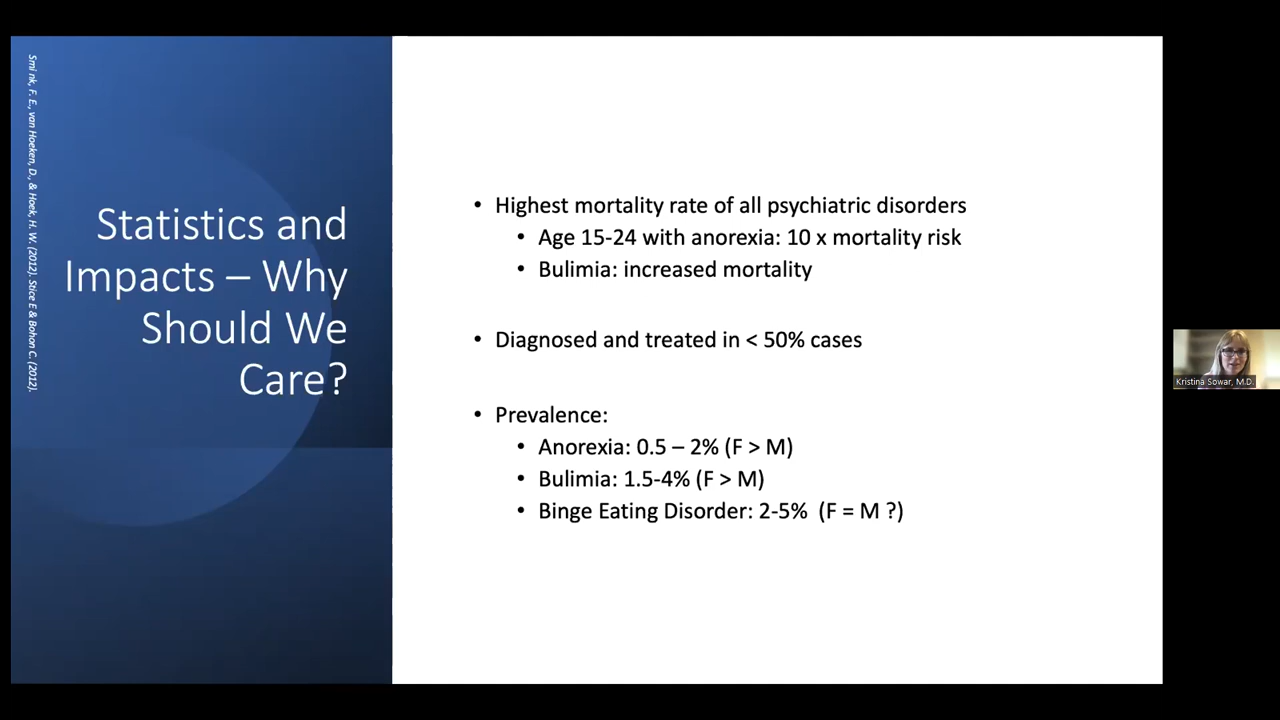 Smi nk, F. E., van Hoeken, D., & Hoek, H. W. (2012). Stice E & Bohon C. (2012).
Statistics and
Impacts – Why
Should We
Care?
• Highest mortality rate of all psychiatric disorders
• Age 15-24 with anorexia: 10 x mortality risk
• Bulimia: increased mortality
• Diagnosed and treated in < 50% cases
• Prevalence:
• Anorexia: 0.5 – 2% (F > M)
• Bulimia: 1.5-4% (F > M)
• Binge Eating Disorder: 2-5% (F = M ?)
Kristina Sowar, M.D.